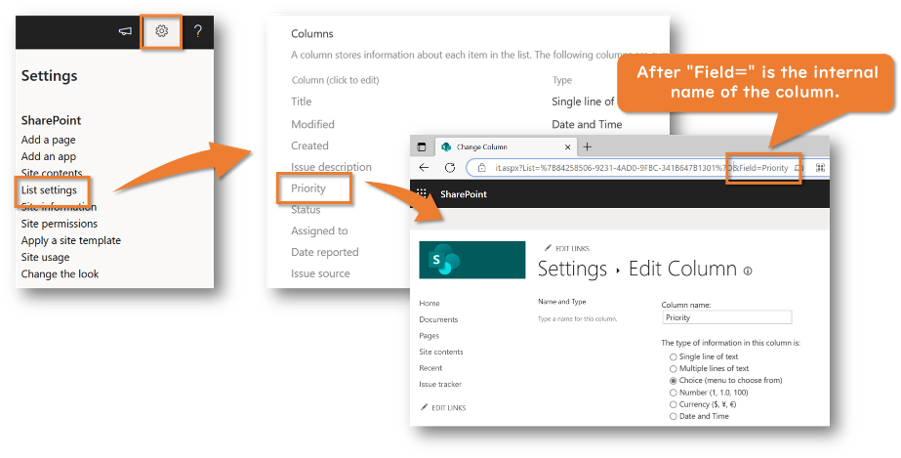 ?
Settings
SharePoint
Add a page
Add an app
Site contents
List settings
Site information
Site permissions
Apply a site template
Site usage
Change the look
Columns
A column stores information about each item in the list. The following columns are
Column (click to edit)
Type
Title
Single line of
Modified
Date and Time
Created
Issue description
Priority
Status
Assigned to
Date reported
Issue source
After "Field=" is the internal
name of the column.
Change Column
it.aspx?List=%7B84258506-9231-4AD0-9FBC-341B647B1301%7D&Field=Priority
SharePoint
S
EDIT LINKS
Settings › Edit Column
Home
Documents
Pages
Site contents
Recent
Issue tracker
EDIT LINKS
Name and Type
Type a name for this column.
Column name:
Priority
The type of information in this column is:
Single line of text
Multiple lines of text
Choice (menu to choose from)
Number (1, 1.0, 100)
Currency ($, ¥, €)
Date and Time